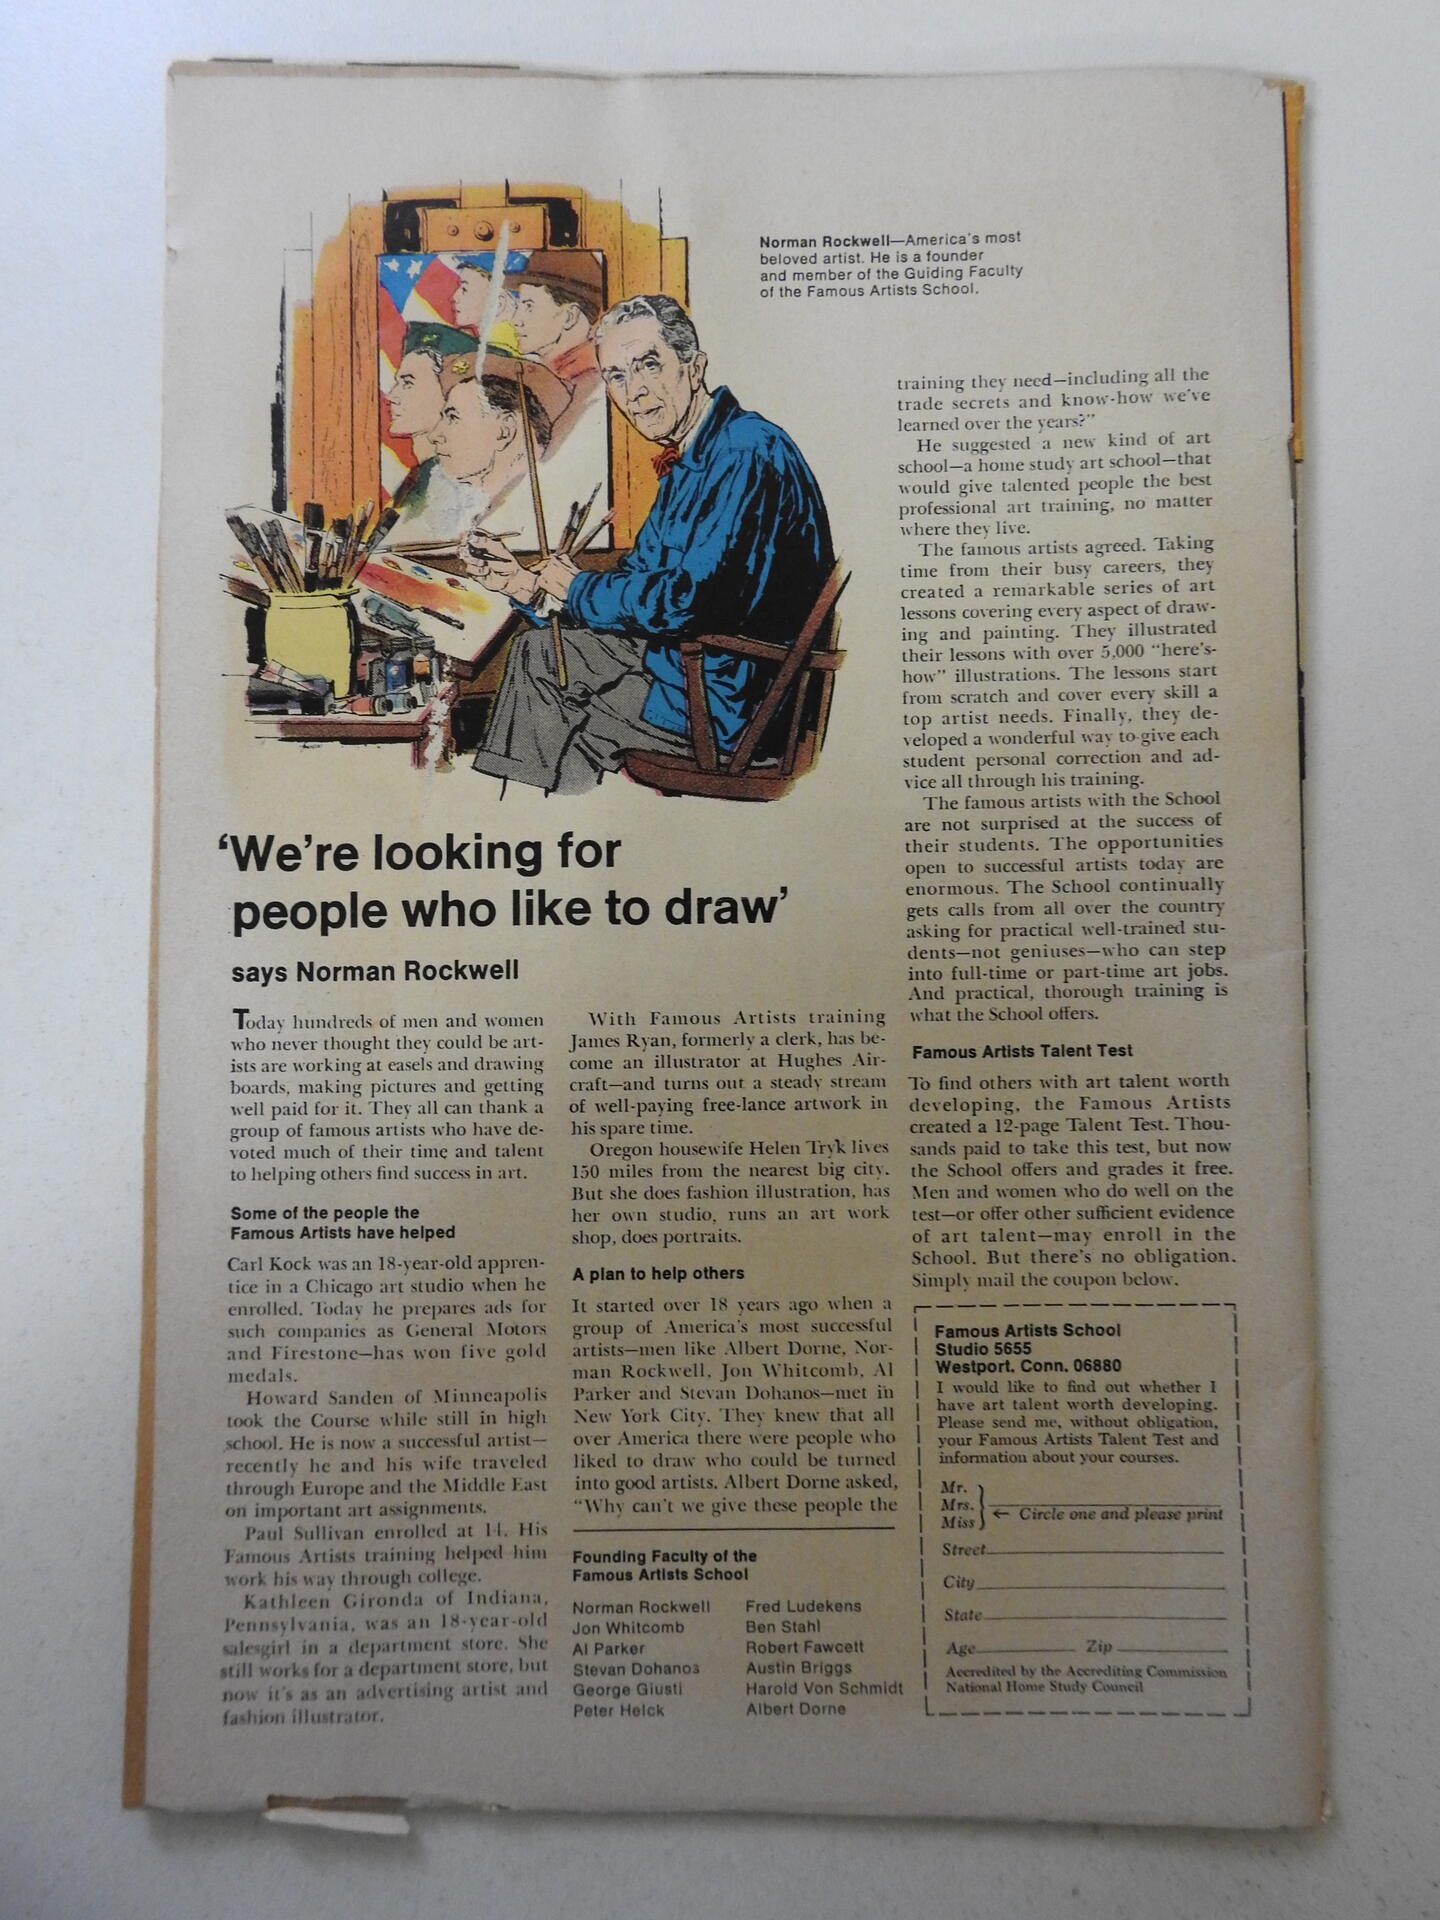 Norman Rockwell—America's most
beloved artist. He is a founder
and member of the Guiding Faculty
of the Famous Artists School.
'We're looking for
people who like to draw'
says Norman Rockwell
Today hundreds of men and women
who never thought they could be art-
ists are working at easels and drawing
boards, making pictures and getting
well paid for it. They all can thank a
group of famous artists who have de-
voted much of their time and talent
to helping others find success in art.
Some of the people the
Famous Artists have helped
Carl Kock was an 18-year-old appren-
tice in a Chicago art studio when he
enrolled. Today he prepares ads for
such companies as General Motors
and Firestone—has won five gold
medals.
Howard Sanden of Minneapolis
took the Course while still in high
school. He is now a successful artist—
recently he and his wife traveled
through Europe and the Middle East
on important art assignments.
Paul Sullivan enrolled at 14. His
Famous Artists training helped him
work his way through college.
Kathleen Gironda of Indiana,
Pennsylvania, was an 18-year-old
salesgirl in a department store. She
still works for a department store, but
now it's as an advertising artist and
fashion illustrator.
With Famous Artists training
James Ryan, formerly a clerk, has be-
come an illustrator at Hughes Air-
craft—and turns out a steady stream
of well-paying free-lance artwork in
his spare time.
Oregon housewife Helen Tryk lives
150 miles from the nearest big city.
But she does fashion illustration, has
her own studio, runs an art work
shop, does portraits.
A plan to help others
It started over 18 years ago when a
group of America's most successful
artists—men like Albert Dorne, Nor-
man Rockwell, Jon Whitcomb, Al
Parker and Stevan Dohanos—met in
New York City. They knew that all
over America there were people who
liked to draw who could be turned
into good artists. Albert Dorne asked,
"Why can't we give these people the
training they need—including all the
trade secrets and know-how we've
learned over the years?"
He suggested a new kind of art
school—a home study art school—that
would give talented people the best
professional art training, no matter
where they live.
The famous artists agreed. Taking
time from their busy careers, they
created a remarkable series of art
lessons covering every aspect of draw-
ing and painting. They illustrated
their lessons with over 5,000 "here's-
how" illustrations. The lessons start
from scratch and cover every skill a
top artist needs. Finally, they de-
veloped a wonderful way to give each
student personal correction and ad-
vice all through his training.
The famous artists with the School
are not surprised at the success of
their students. The opportunities
open to successful artists today are
enormous. The School continually
gets calls from all over the country
asking for practical well-trained stu-
dents—not geniuses—who can step
into full-time or part-time art jobs.
And practical, thorough training is
what the School offers.
Famous Artists Talent Test
To find others with art talent worth
developing, the Famous Artists
created a 12-page Talent Test. Thou-
sands paid to take this test, but now
the School offers and grades it free.
Men and women who do well on the
test—or offer other sufficient evidence
of art talent—may enroll in the
School. But there's no obligation.
Simply mail the coupon below.
Founding Faculty of the
Famous Artists School
Norman Rockwell
Jon Whitcomb
Al Parker
Stevan Dohanos
George Giusti
Peter Helck
Fred Ludekens
Ben Stahl
Robert Fawcett
Austin Briggs
Harold Von Schmidt
Albert Dorne
Famous Artists School
Studio 5655
Westport, Conn. 06880
I would like to find out whether I
have art talent worth developing.
Please send me, without obligation,
your Famous Artists Talent Test and
information about your courses.
Mr.
Mrs.
Miss ← Circle one and please print
Street
City
State
Age Zip
Accredited by the Accrediting Commission
National Home Study Council